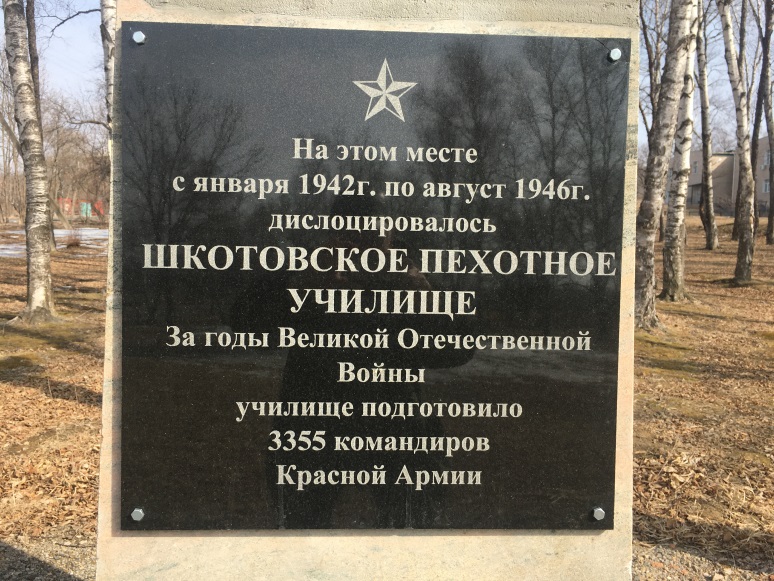 На этом месте
с января 1942г. по август 1946г.
дислоцировалось
ШКОТОВСКОЕ ПЕХОТНОЕ
УЧИЛИЩЕ
За годы Великой Отечественной
Войны
училище подготовило
3355 командиров
Красной Армии